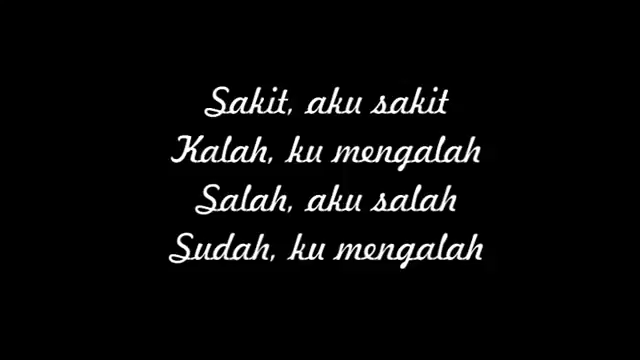 Sakit, aku sakit
Kalah, ku mengalah
Salah, aku salah
Sudah, ku mengalah